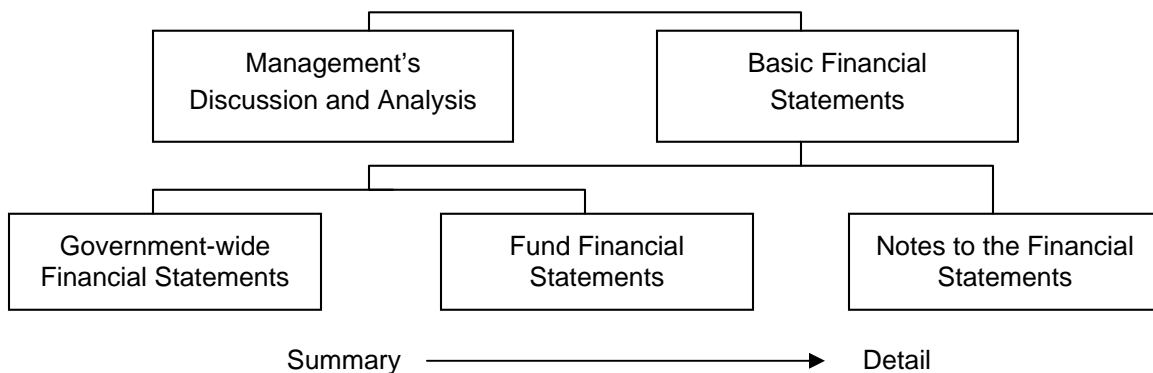 Management’s
Discussion and Analysis
Basic Financial
Statements
Government-wide
Financial Statements
Fund Financial
Statements
Notes to the Financial
Statements
Summary
Detail